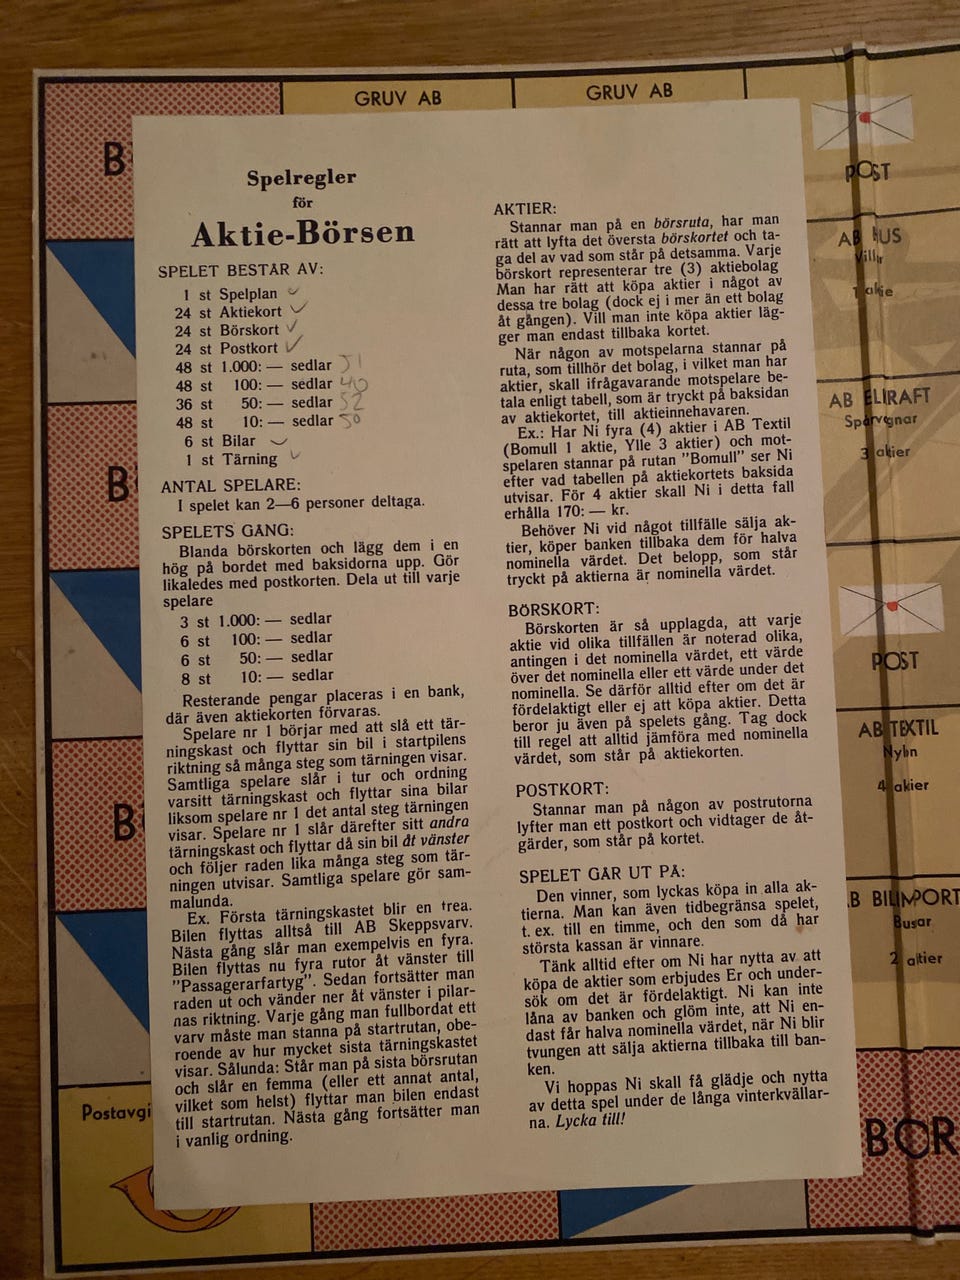 GRUV AB
GRUV AB
Spelregler
för
Aktie-Börsen
SPELET BESTÅR AV:
1 st Spelplan
24 st Aktiekort
24 st Börskort
24 st Postkort
48 st 1.000: — sedlar 51
48 st 100: — sedlar 40
36 st 50: — sedlar 52
48 st 10: — sedlar 50
6 st Bilar
1 st Tärning
ANTAL SPELARE:
I spelet kan 2—6 personer deltaga.
SPELETS GÅNG:
Blanda börskorten och lägg dem i en
hög på bordet med baksidorna upp. Gör
likaledes med postkorten. Dela ut till varje
spelare
3 st 1.000: — sedlar
6 st 100: — sedlar
6 st 50: — sedlar
8 st 10: — sedlar
Resterande pengar placeras i en bank,
där även aktiekorten förvaras.
Spelare nr 1 börjar med att slå ett tär-
ningskast och flyttar sin bil i startpilens
riktning så många steg som tärningen visar.
Samtliga spelare slår i tur och ordning
varsitt tärningskast och flyttar sina bilar
liksom spelare nr 1 det antal steg tärningen
visar. Spelare nr 1 slår därefter sitt andra
tärningskast och flyttar då sin bil åt vänster
och följer raden lika många steg som tär-
ningen utvisar. Samtliga spelare gör sam-
malunda.
Ex. Första tärningskastet blir en trea.
Bilen flyttas alltså till AB Skeppsvarv.
Nästa gång slår man exempelvis en fyra.
Bilen flyttas nu fyra rutor åt vänster till
"Passagerarfartyg". Sedan fortsätter man
raden ut och vänder ner åt vänster i pilar-
nas riktning. Varje gång man fullbordat ett
varv måste man stanna på startrutan, obe-
roende av hur mycket sista tärningskastet
visar. Sålunda: Står man på sista börsrutan
och slår en femma (eller ett annat antal,
vilket som helst) flyttar man bilen endast
till startrutan. Nästa gång fortsätter man
i vanlig ordning.
AKTIER:
Stannar man på en börsruta, har man
rätt att lyfta det översta börskortet och ta-
ga del av vad som står på detsamma. Varje
börskort representerar tre (3) aktiebolag
Man har rätt att köpa aktier i något av
dessa tre bolag (dock ej i mer än ett bolag
åt gången). Vill man inte köpa aktier läg-
ger man endast tillbaka kortet.
När någon av motspelarna stannar på
ruta, som tillhör det bolag, i vilket man har
aktier, skall ifrågavarande motspelare be-
tala enligt tabell, som är tryckt på baksidan
av aktiekortet, till aktieinnehavaren.
Ex.: Har Ni fyra (4) aktier i AB Textil
(Bomull 1 aktie, Ylle 3 aktier) och mot-
spelaren stannar på rutan "Bomull" ser Ni
efter vad tabellen på aktiekortets baksida
utvisar. För 4 aktier skall Ni i detta fall
erhålla 170: — kr.
Behöver Ni vid något tillfälle sälja ak-
tier, köper banken tillbaka dem för halva
nominella värdet. Det belopp, som står
tryckt på aktierna är nominella värdet.
BÖRSKORT:
Börskorten är så upplagda, att varje
aktie vid olika tillfällen är noterad olika,
antingen i det nominella värdet, ett värde
över det nominella eller ett värde under det
nominella. Se därför alltid efter om det är
fördelaktigt eller ej att köpa aktier. Detta
beror ju även på spelets gång. Tag dock
till regel att alltid jämföra med nominella
värdet, som står på aktiekorten.
POSTKORT:
Stannar man på någon av postrutorna
lyfter man ett postkort och vidtager de åt-
gärder, som står på kortet.
SPELET GÅR UT PÅ:
Den vinner, som lyckas köpa in alla ak-
tierna. Man kan även tidbegränsa spelet,
t. ex. till en timme, och den som då har
största kassan är vinnare.
Tänk alltid efter om Ni har nytta av att
köpa de aktier som erbjudes Er och under-
sök om det är fördelaktigt. Ni kan inte
låna av banken och glöm inte, att Ni en-
dast får halva nominella värdet, när Ni blir
tvungen att sälja aktierna tillbaka till ban-
ken.
Vi hoppas Ni skall få glädje och nytta
av detta spel under de långa vinterkvällar-
na. Lycka till!
POST
AB HUS
AB
3
POST
AB TEXTIL
Nylon
4 aktier
Bussar
2 aktier
BÖR
Postavgi
B
B
B